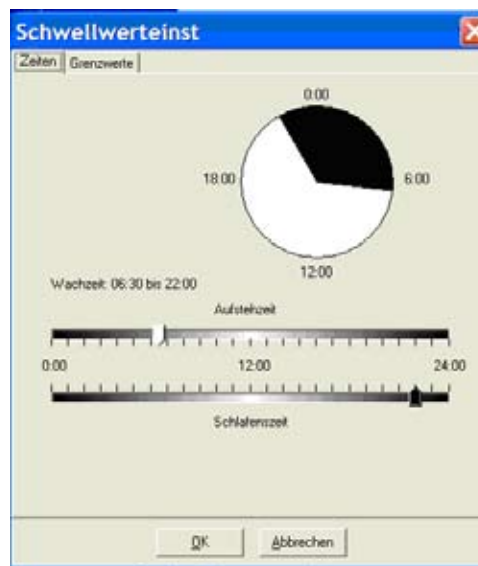 Schwellwerteinst
Zeiten Grenzwerte
0:00
18:00 6:00
12:00
Wachzeit: 06:30 bis 22:00
Aufstehzeit
0:00 12:00 24:00
Schlafenszeit
OK Abbrechen